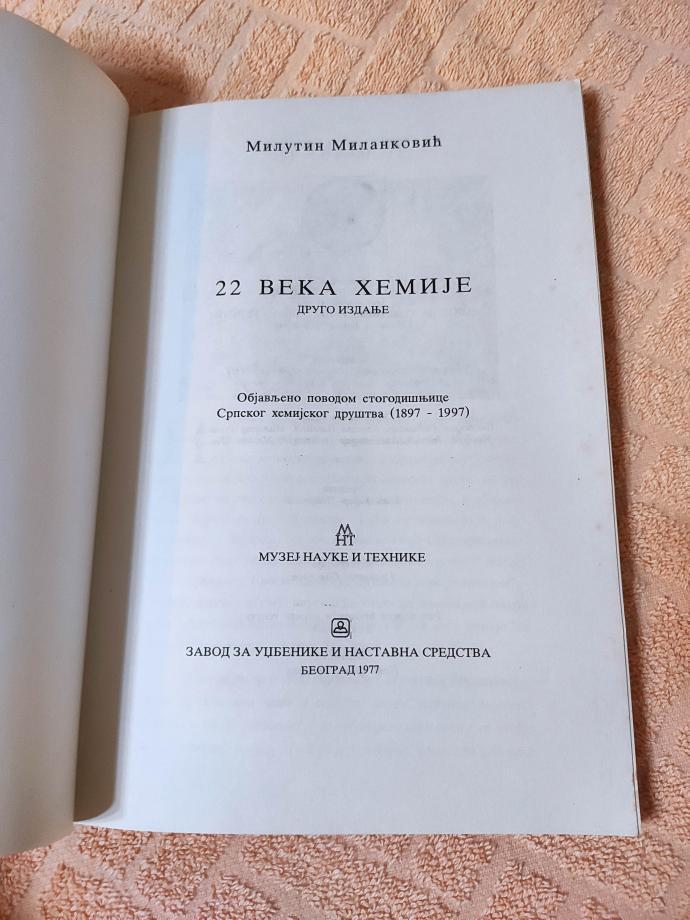 Милутин Миланковић
22 ВЕКА ХЕМИЈЕ
ДРУГО ИЗДАЊЕ
Објављено поводом стогодишњице
Српског хемијског друштва (1897 - 1997)
М
НТ
МУЗЕЈ НАУКЕ И ТЕХНИКЕ
ЗАВОД ЗА УЏБЕНИКЕ И НАСТАВНА СРЕДСТВА
БЕОГРАД 1977